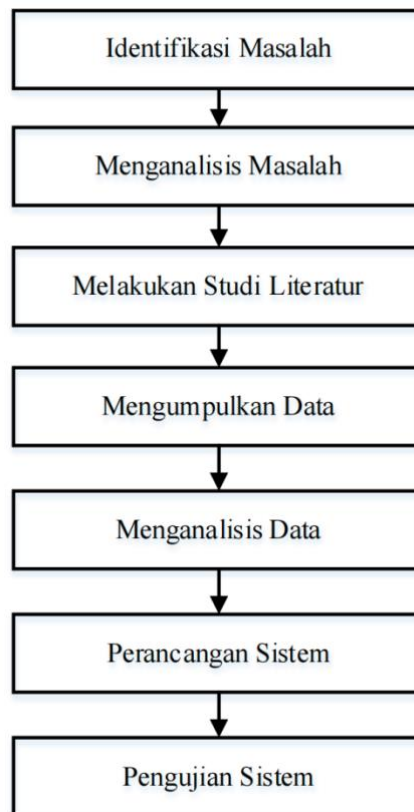 Identifikasi Masalah
Menganalisis Masalah
Melakukan Studi Literatur
Mengumpulkan Data
Menganalisis Data
Perancangan Sistem
Pengujian Sistem